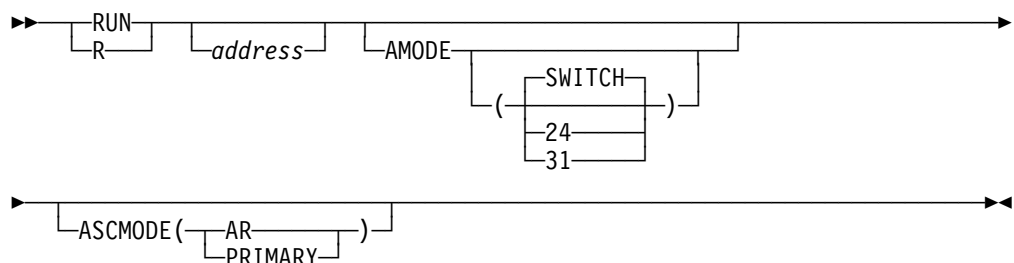 RUN
R
address
AMODE
(
SWITCH
24
31
)
ASCMODE(
AR
PRIMARY
)